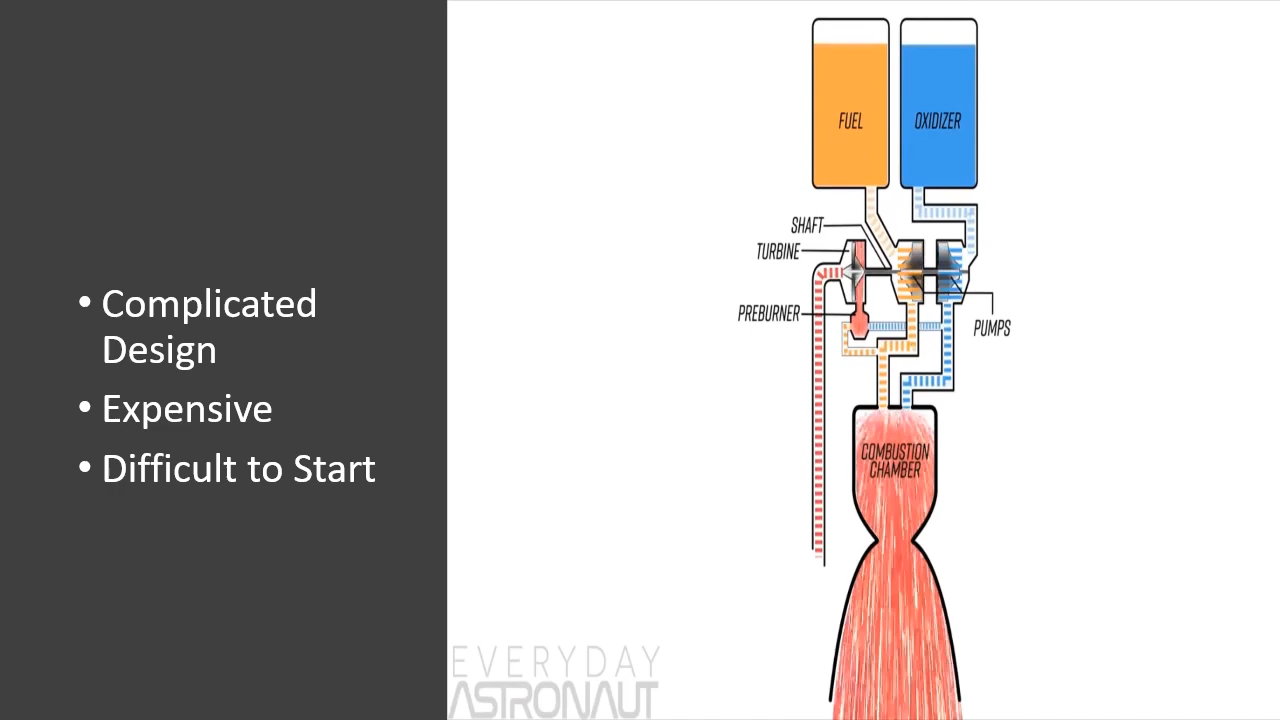 • Complicated
Design
• Expensive
• Difficult to Start
FUEL
OXIDIZER
SHAFT
TURBINE
PREBURNER
PUMPS
COMBUSTION
CHAMBER
EVERYDAY
ASTRONAUT